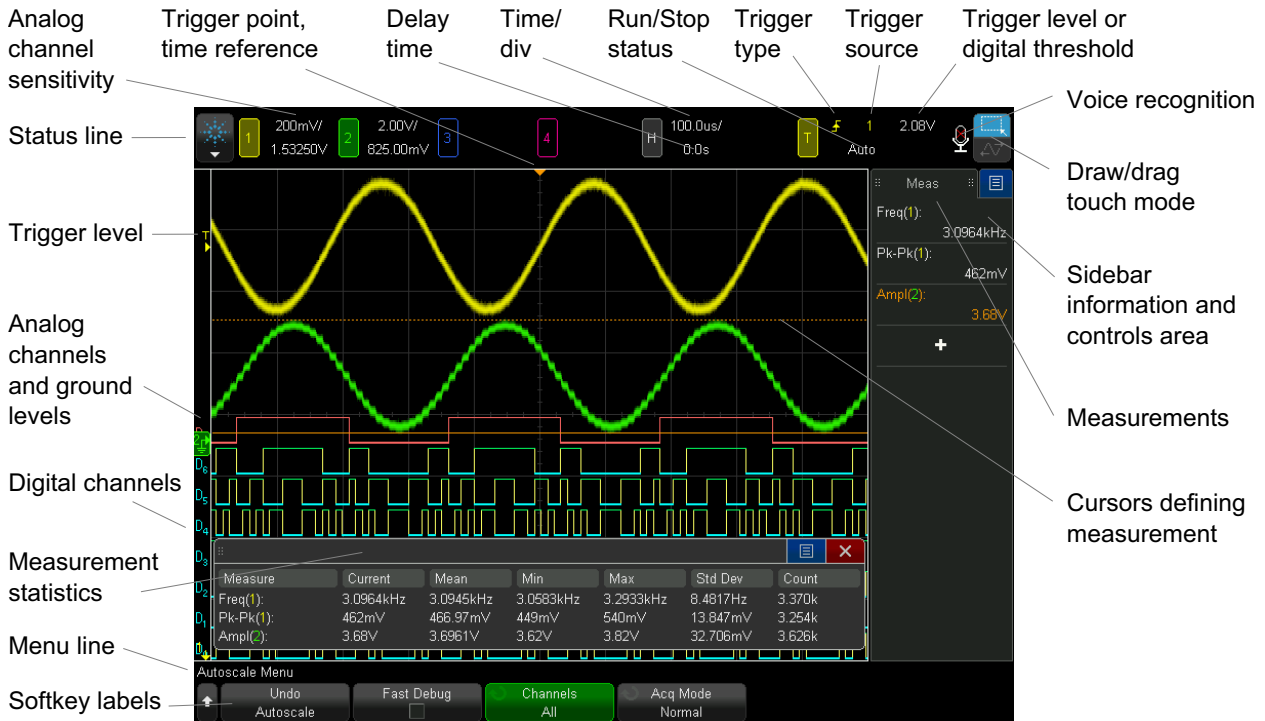 Analog
channel
sensitivity
Trigger point,
time reference
Delay
time
Time/
div
Run/Stop
status
Trigger
type
Trigger
source
Trigger level or
digital threshold
Voice recognition
Status line
1
200mV/
1.53250V
2
2.00V/
825.00mV
3
4
H
100.0us/
0.0s
T
1
2.08V
Auto
Draw/drag
touch mode
Trigger level
T
Meas
Freq(1):
3.0964kHz
Pk-Pk(1):
462mV
Ampl(2):
3.68V
+
Sidebar
information and
controls area
Analog
channels
and ground
levels
Measurements
2
D6
Digital channels
D5
D4
Cursors defining
measurement
D3
Measurement
statistics
D2
D1
Measure Current Mean Min Max Std Dev Count
Freq(1): 3.0964kHz 3.0945kHz 3.0583kHz 3.2933kHz 8.4817Hz 3.370k
Pk-Pk(1): 462mV 466.97mV 449mV 540mV 13.847mV 3.254k
Ampl(2): 3.68V 3.6961V 3.62V 3.82V 32.706mV 3.626k
Menu line
Autoscale Menu
Softkey labels
Undo
Autoscale
Fast Debug
Channels
All
Acq Mode
Normal